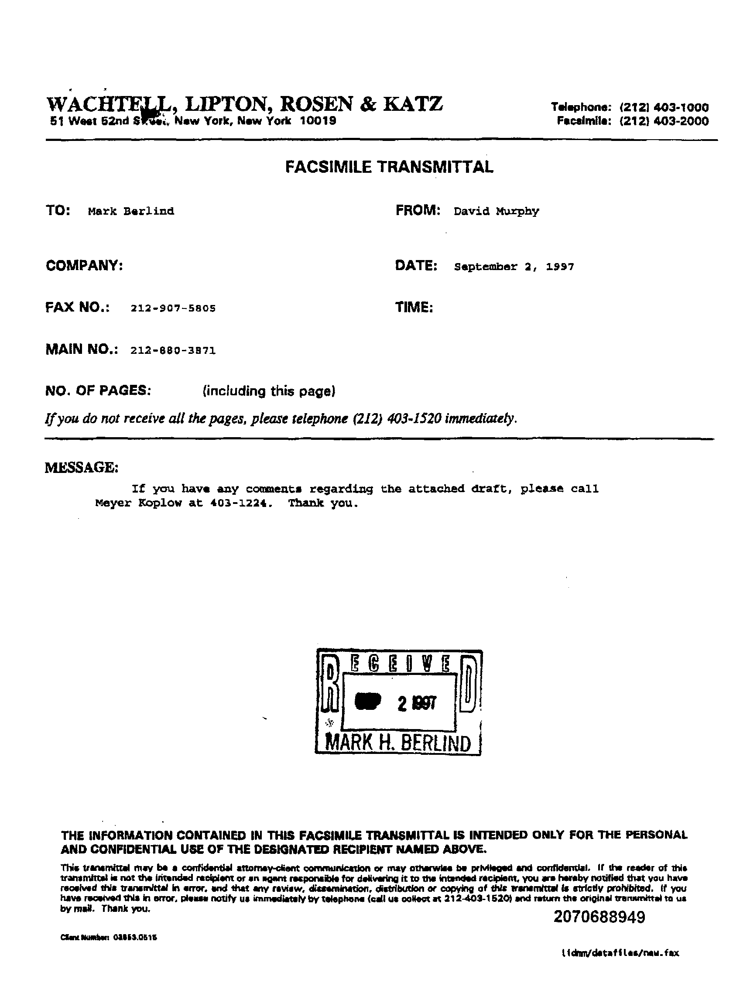 WACHTELL, LIPTON, ROSEN & KATZ
51 West 52nd Street, New York, New York 10019
Telephone: (212) 403-1000
Facsimile: (212) 403-2000
FACSIMILE TRANSMITTAL
TO: Mark Berlind
FROM: David Murphy
COMPANY:
DATE: September 2, 1997
FAX NO.: 212-907-5805
TIME:
MAIN NO.: 212-880-3871
NO. OF PAGES: (including this page)
If you do not receive all the pages, please telephone (212) 403-1520 immediately.
MESSAGE:
If you have any comments regarding the attached draft, please call
Meyer Koplow at 403-1224. Thank you.
RECEIVED
2 1997
MARK H. BERLIND
THE INFORMATION CONTAINED IN THIS FACSIMILE TRANSMITTAL IS INTENDED ONLY FOR THE PERSONAL
AND CONFIDENTIAL USE OF THE DESIGNATED RECIPIENT NAMED ABOVE.
This transmittal may be a confidential attorney-client communication or may otherwise be privileged and confidential. If the reader of this
transmittal is not the intended recipient or an agent responsible for delivering it to the intended recipient, you are hereby notified that you have
received this transmittal in error, and that any review, dissemination, distribution or copying of this transmittal is strictly prohibited. If you
have received this in error, please notify us immediately by telephone (call us collect at 212-403-1520) and return the original transmittal to us
by mail. Thank you.
2070688949
Client Number: 03653.0515
lidmm/datafiles/new.fax